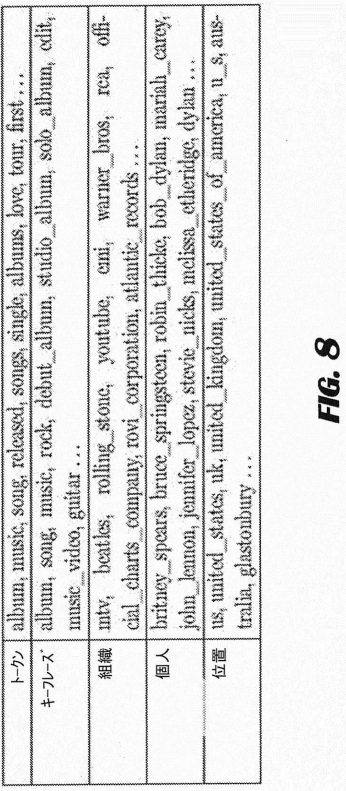 トークン album, music, song, released, songs, single, albums, love, tour, first ...
キーフレーズ album, song, music, rock, debut_album, studio_album, solo_album, edit,
music_video, guitar ...
組織 mtv, beatles, rolling_stone, youtube, emi, warner_bros, rca, offi-
cial_charts_company, rovi_corporation, atlantic_records ...
個人 britney_spears, bruce_springsteen, robin_thicke, bob_dylan, mariah_carey,
john_lennon, jennifer_lopez, stevie_nicks, melissa_etheridge, dylan ...
位置 us, united_states, uk, united_kingdom, united_states_of_america, u_s, aus-
tralia, glastonbury ...
FIG. 8